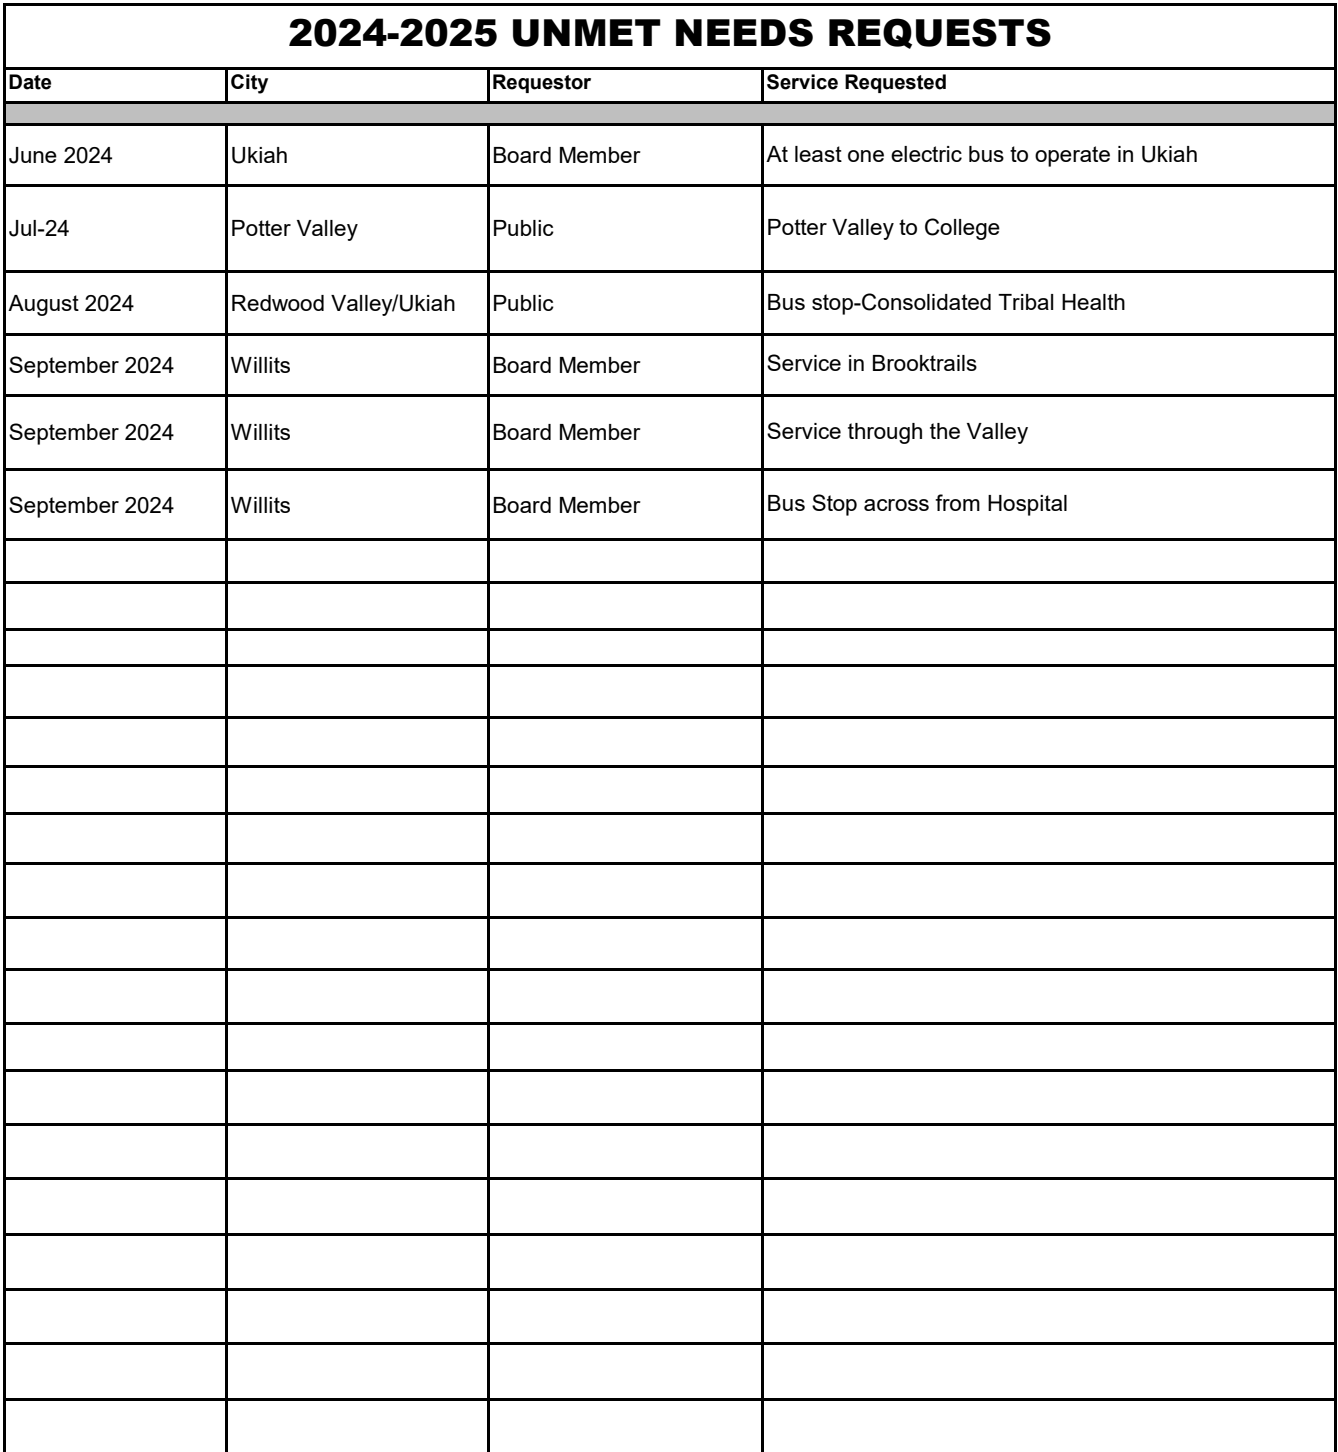 2024-2025 UNMET NEEDS REQUESTS
Date City Requestor Service Requested
June 2024 Ukiah Board Member At least one electric bus to operate in Ukiah
Jul-24 Potter Valley Public Potter Valley to College
August 2024 Redwood Valley/Ukiah Public Bus stop-Consolidated Tribal Health
September 2024 Willits Board Member Service in Brooktrails
September 2024 Willits Board Member Service through the Valley
September 2024 Willits Board Member Bus Stop across from Hospital